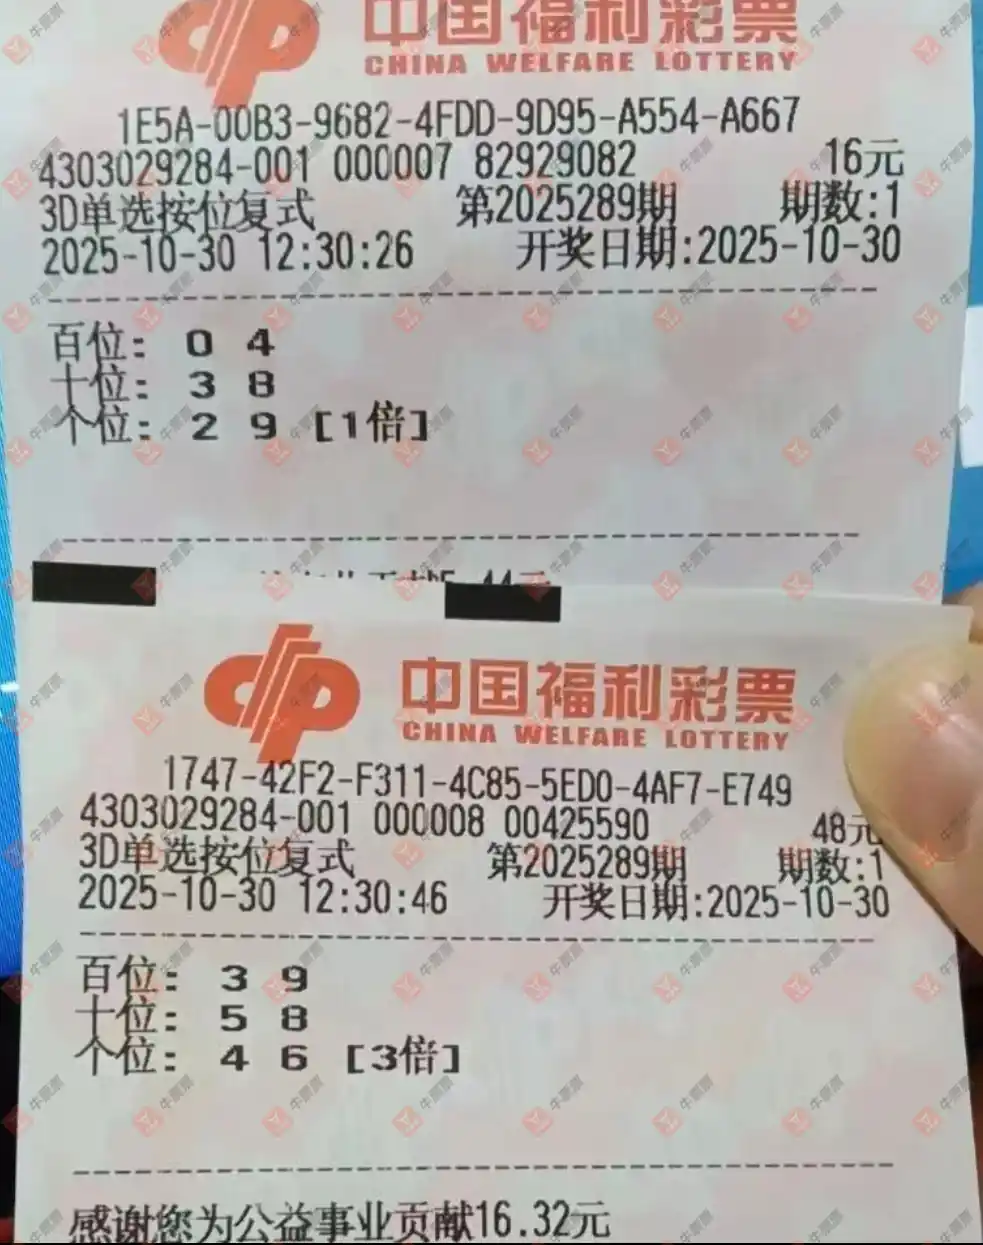 中国福利彩票
CHINA WELFARE LOTTERY
1E5A-00B3-9682-4FDD-9D95-A554-A667
4303029284-001 000007 82929082 16元
3D单选按位复式 第2025289期 期数:1
2025-10-30 12:30:26 开奖日期:2025-10-30
百位: 0 4
十位: 3 8
个位: 2 9 [1倍]
中国福利彩票
CHINA WELFARE LOTTERY
1747-42F2-F311-4C85-5ED0-4AF7-E749
4303029284-001 000008 00425590 48元
3D单选按位复式 第2025289期 期数:1
2025-10-30 12:30:46 开奖日期:2025-10-30
百位: 3 9
十位: 5 8
个位: 4 6 [3倍]
感谢您为公益事业贡献16.32元